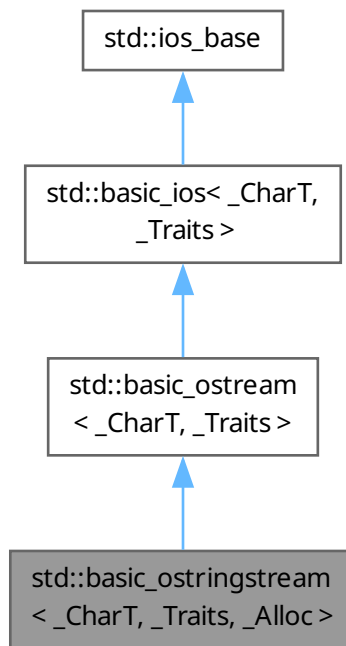 std::ios_base
std::basic_ios< _CharT,
_Traits >
std::basic_ostream
< _CharT, _Traits >
std::basic_ostringstream
< _CharT, _Traits, _Alloc >